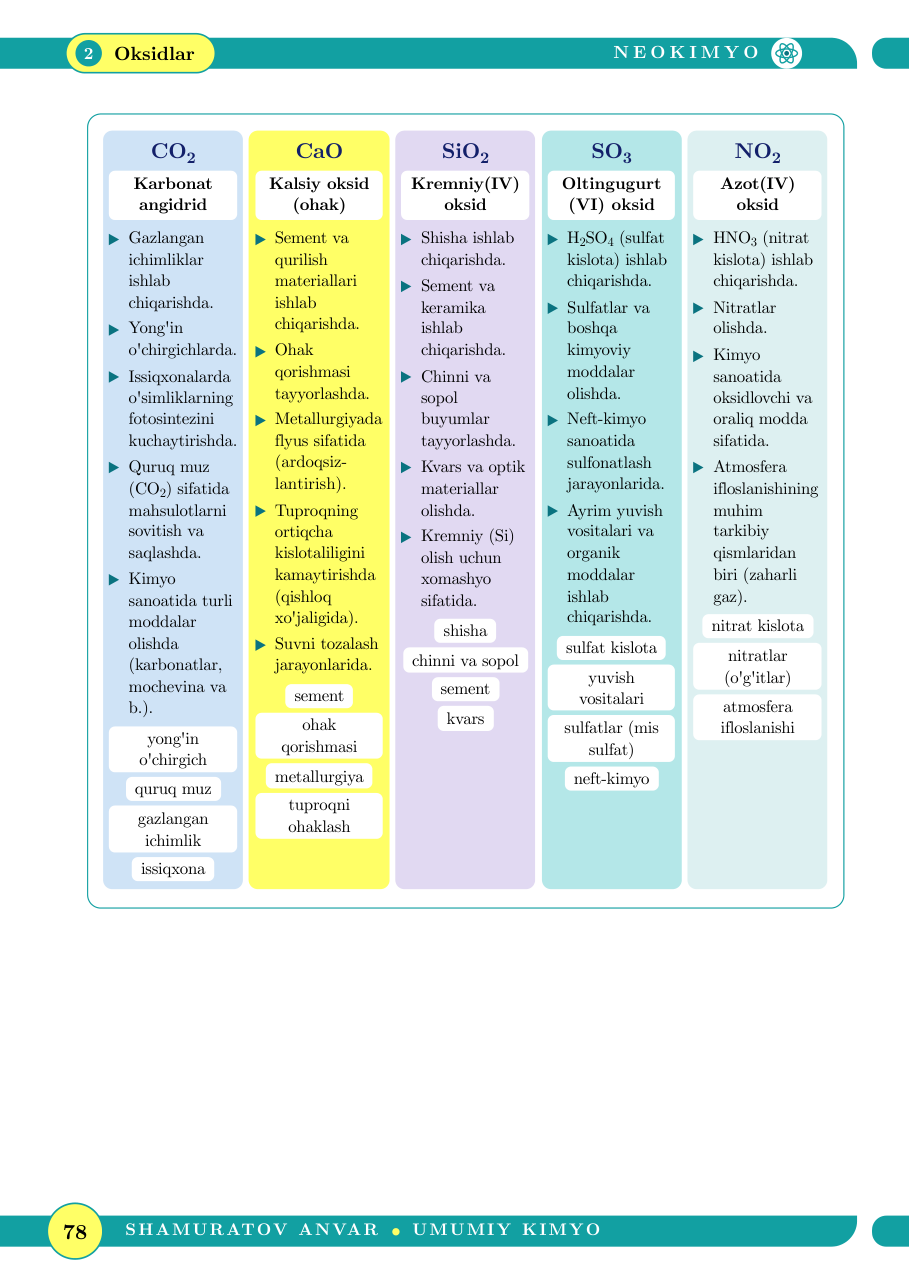 2 Oksidlar
NEOKIMYO
CO₂
Karbonat
angidrid
Gazlangan
ichimliklar
ishlab
chiqarishda.
Yong'in
o'chirgichlarda.
Issiqxonalarda
o'simliklarning
fotosintezini
kuchaytirishda.
Quruq muz
(CO₂) sifatida
mahsulotlarni
sovitish va
saqlashda.
Kimyo
sanoatida turli
moddalar
olishda
(karbonatlar,
mochevina va
b.).
yong'in
o'chirgich
quruq muz
gazlangan
ichimlik
issiqxona
CaO
Kalsiy oksid
(ohak)
Sement va
qurilish
materiallari
ishlab
chiqarishda.
Ohak
qorishmasi
tayyorlashda.
Metallurgiyada
flyus sifatida
(ardoqsiz-
lantirish).
Tuproqning
ortiqcha
kislotaliligini
kamaytirishda
(qishloq
xo'jaligida).
Suvni tozalash
jarayonlarida.
sement
ohak
qorishmasi
metallurgiya
tuproqni
ohaklash
SiO₂
Kremniy(IV)
oksid
Shisha ishlab
chiqarishda.
Sement va
keramika
ishlab
chiqarishda.
Chinni va
sopol
buyumlar
tayyorlashda.
Kvars va optik
materiallar
olishda.
Kremniy (Si)
olish uchun
xomashyo
sifatida.
shisha
chinni va sopol
sement
kvars
SO₃
Oltingugurt
(VI) oksid
H₂SO₄ (sulfat
kislota) ishlab
chiqarishda.
Sulfatlar va
boshqa
kimyoviy
moddalar
olishda.
Neft-kimyo
sanoatida
sulfonatlash
jarayonlarida.
Ayrim yuvish
vositalari va
organik
moddalar
ishlab
chiqarishda.
sulfat kislota
yuvish
vositalari
sulfatlar (mis
sulfat)
neft-kimyo
NO₂
Azot(IV)
oksid
HNO₃ (nitrat
kislota) ishlab
chiqarishda.
Nitratlar
olishda.
Kimyo
sanoatida
oksidlovchi va
oraliq modda
sifatida.
Atmosfera
ifloslanishining
muhim
tarkibiy
qismlaridan
biri (zaharli
gaz).
nitrat kislota
nitratlar
(o'g'itlar)
atmosfera
ifloslanishi
78 SHAMURATOV ANVAR • UMUMIY KIMYO